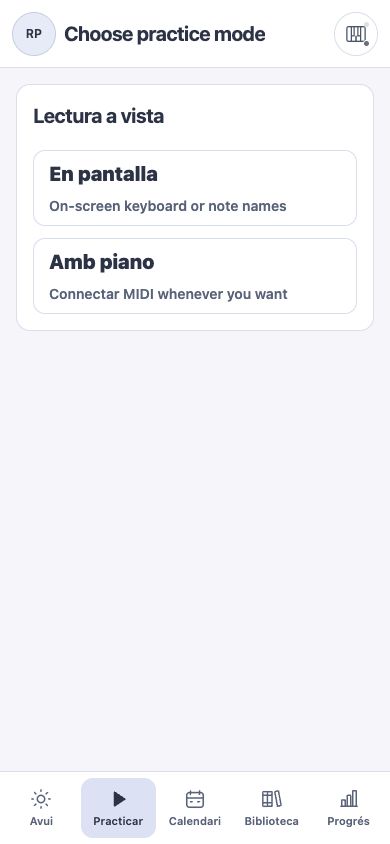 RP
Choose practice mode
Lectura a vista
En pantalla
On-screen keyboard or note names
Amb piano
Connectar MIDI whenever you want
Avui
Practicar
Calendari
Biblioteca
Progrés